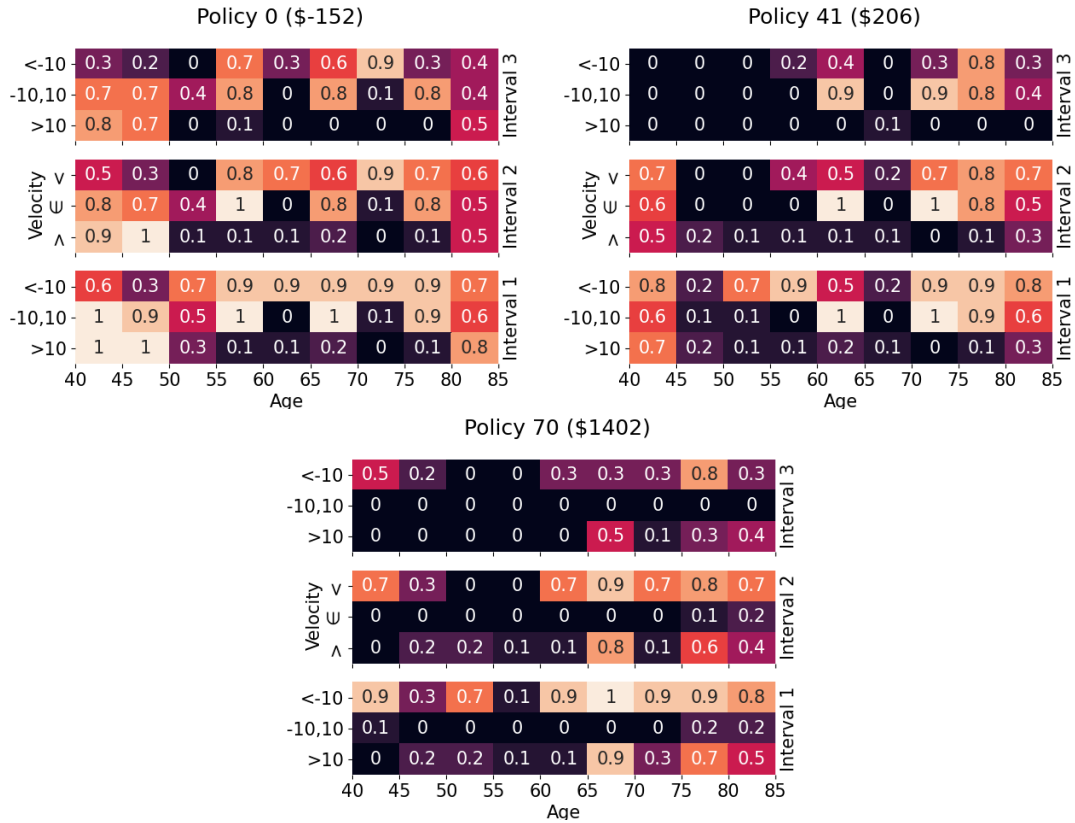 Policy 0 ($-152)
<-10 0.3 0.2 0 0.7 0.3 0.6 0.9 0.3 0.4
-10,10 0.7 0.7 0.4 0.8 0 0.8 0.1 0.8 0.4
>10 0.8 0.7 0 0.1 0 0 0 0 0.5
Interval 3
< 0.5 0.3 0 0.8 0.7 0.6 0.9 0.7 0.6
∈ 0.8 0.7 0.4 1 0 0.8 0.1 0.8 0.5
> 0.9 1 0.1 0.1 0.1 0.2 0 0.1 0.5
Velocity
Interval 2
<-10 0.6 0.3 0.7 0.9 0.9 0.9 0.9 0.9 0.7
-10,10 1 0.9 0.5 1 0 1 0.1 0.9 0.6
>10 1 1 0.3 0.1 0.1 0.2 0 0.1 0.8
Interval 1
40 45 50 55 60 65 70 75 80 85
Age
Policy 41 ($206)
<-10 0 0 0 0.2 0.4 0 0.3 0.8 0.3
-10,10 0 0 0 0 0.9 0 0.9 0.8 0.4
>10 0 0 0 0 0 0.1 0 0 0
Interval 3
< 0.7 0 0 0.4 0.5 0.2 0.7 0.8 0.7
∈ 0.6 0 0 0 1 0 1 0.8 0.5
> 0.5 0.2 0.1 0.1 0.1 0.1 0 0.1 0.3
Velocity
Interval 2
<-10 0.8 0.2 0.7 0.9 0.5 0.2 0.9 0.9 0.8
-10,10 0.6 0.1 0.1 0 1 0 1 0.9 0.6
>10 0.7 0.2 0.1 0.1 0.2 0.1 0 0.1 0.3
Interval 1
40 45 50 55 60 65 70 75 80 85
Age
Policy 70 ($1402)
<-10 0.5 0.2 0 0 0.3 0.3 0.3 0.8 0.3
-10,10 0 0 0 0 0 0 0 0 0
>10 0 0 0 0 0 0.5 0.1 0.3 0.4
Interval 3
< 0.7 0.3 0 0 0.7 0.9 0.7 0.8 0.7
∈ 0 0 0 0 0 0 0 0.1 0.2
> 0 0.2 0.2 0.1 0.1 0.8 0.1 0.6 0.4
Velocity
Interval 2
<-10 0.9 0.3 0.7 0.1 0.9 1 0.9 0.9 0.8
-10,10 0.1 0 0 0 0 0 0 0.2 0.2
>10 0 0.2 0.2 0.1 0.1 0.9 0.3 0.7 0.5
Interval 1
40 45 50 55 60 65 70 75 80 85
Age